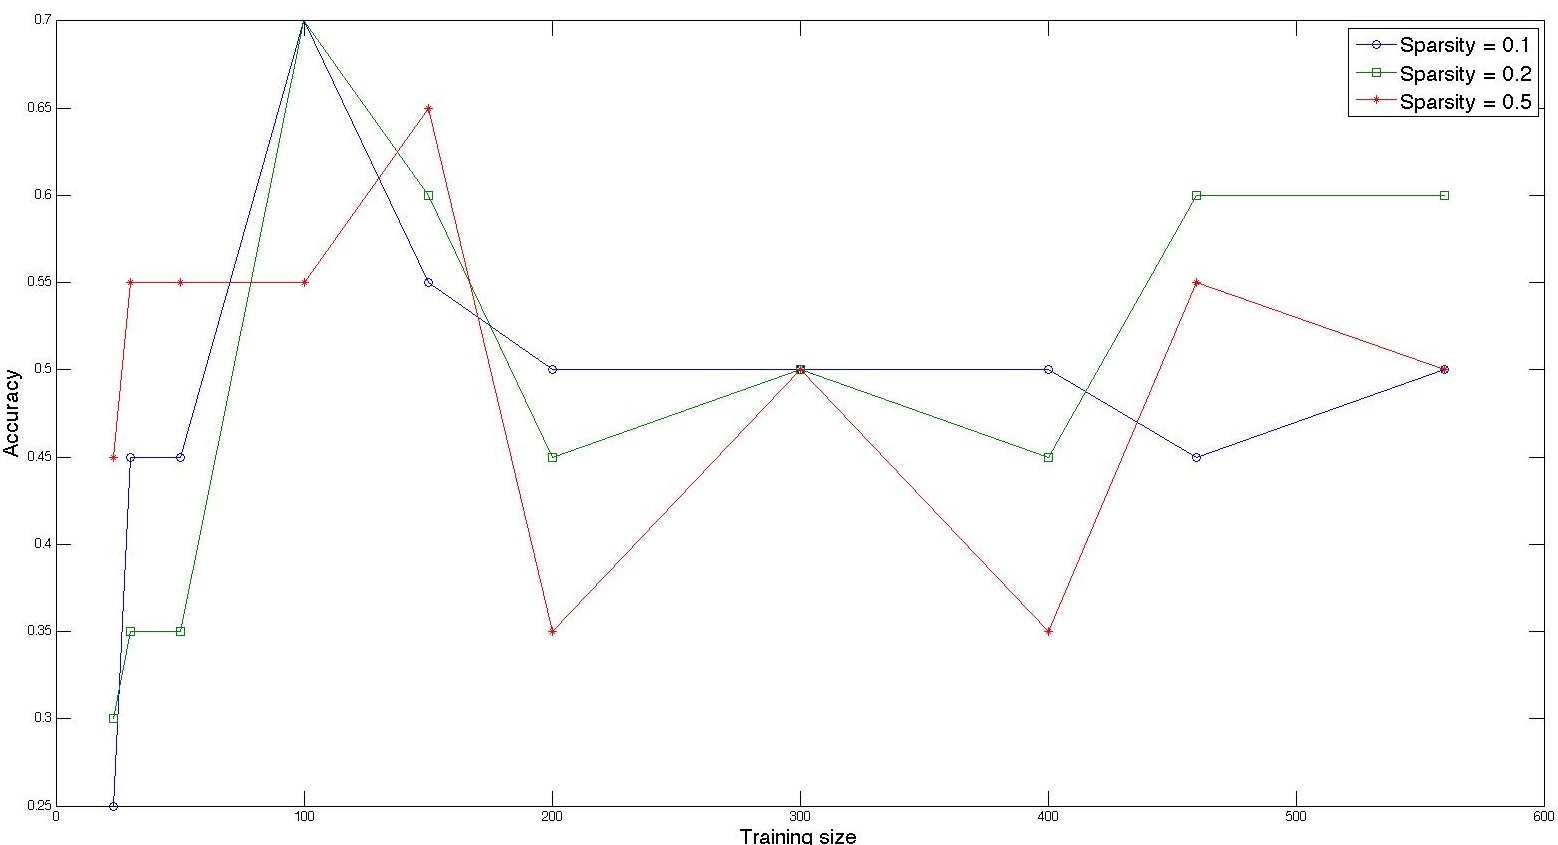 0.7
0.65
0.6
0.55
0.5
0.45
0.4
0.35
0.3
0.25
Accuracy
0 100 200 300 400 500 600
Training size
Sparsity = 0.1
Sparsity = 0.2
Sparsity = 0.5